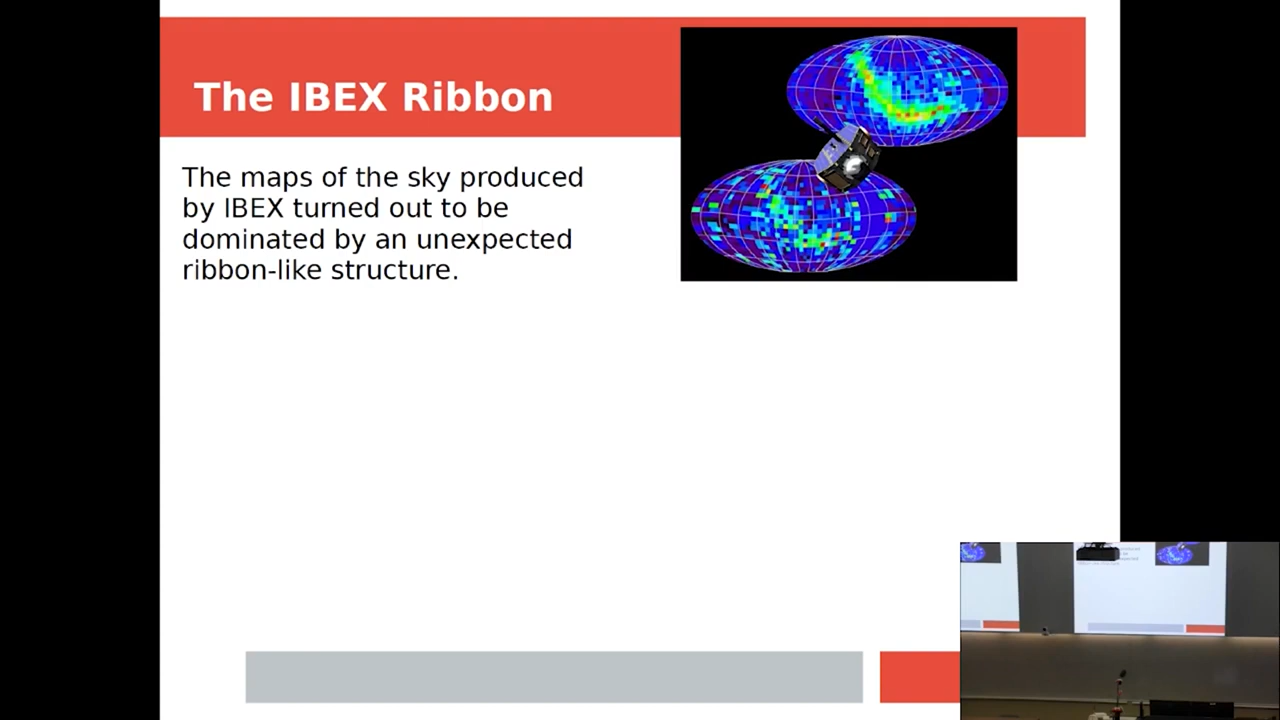 The IBEX Ribbon
The maps of the sky produced
by IBEX turned out to be
dominated by an unexpected
ribbon-like structure.